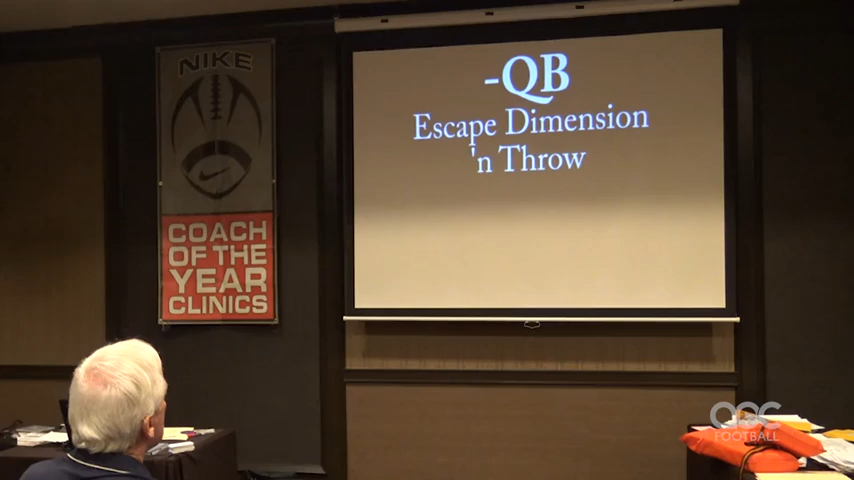 NIKE
COACH
OF THE
YEAR
CLINICS
-QB
Escape Dimension
'n Throw
FOOTBALL